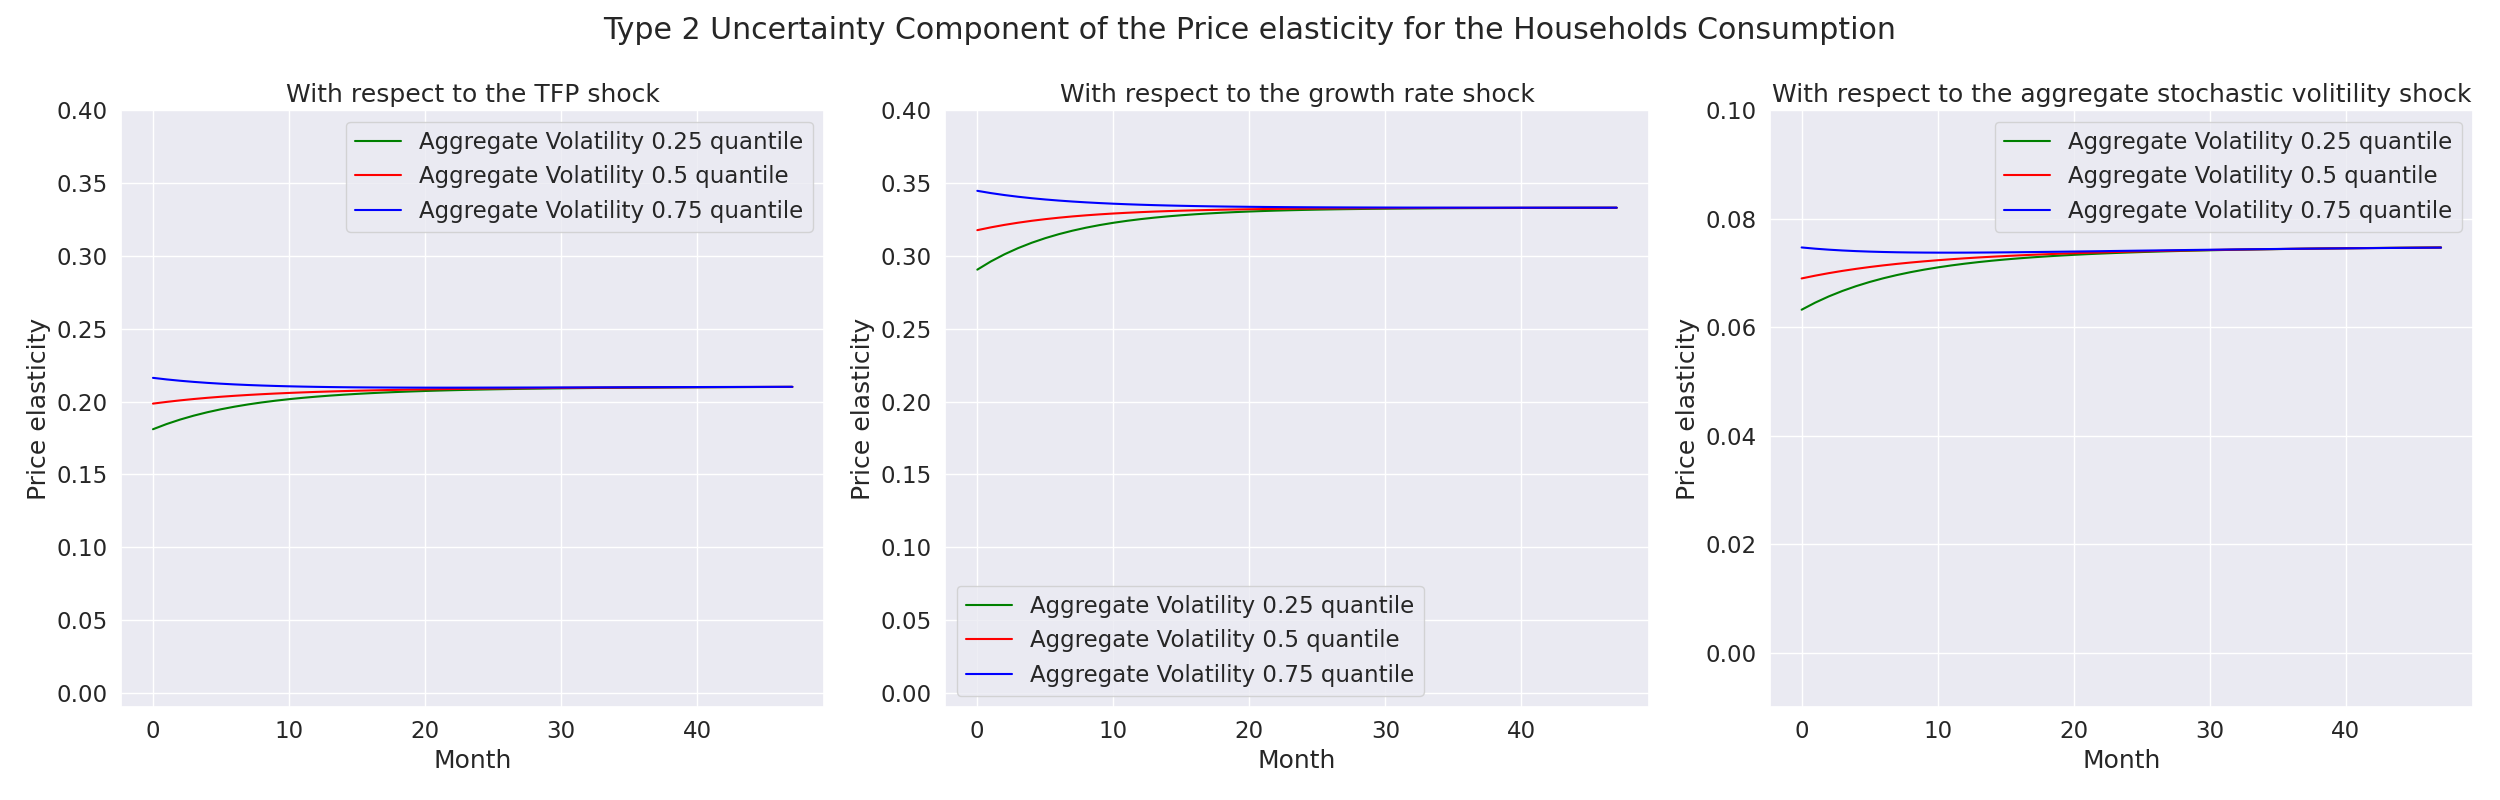 Type 2 Uncertainty Component of the Price elasticity for the Households Consumption
With respect to the TFP shock
0.40
0.35
0.30
0.25
0.20
0.15
0.10
0.05
0.00
Price elasticity
Aggregate Volatility 0.25 quantile
Aggregate Volatility 0.5 quantile
Aggregate Volatility 0.75 quantile
0 10 20 30 40
Month
With respect to the growth rate shock
0.40
0.35
0.30
0.25
0.20
0.15
0.10
0.05
0.00
Price elasticity
Aggregate Volatility 0.25 quantile
Aggregate Volatility 0.5 quantile
Aggregate Volatility 0.75 quantile
0 10 20 30 40
Month
With respect to the aggregate stochastic volitility shock
0.10
0.08
0.06
0.04
0.02
0.00
Price elasticity
Aggregate Volatility 0.25 quantile
Aggregate Volatility 0.5 quantile
Aggregate Volatility 0.75 quantile
0 10 20 30 40
Month